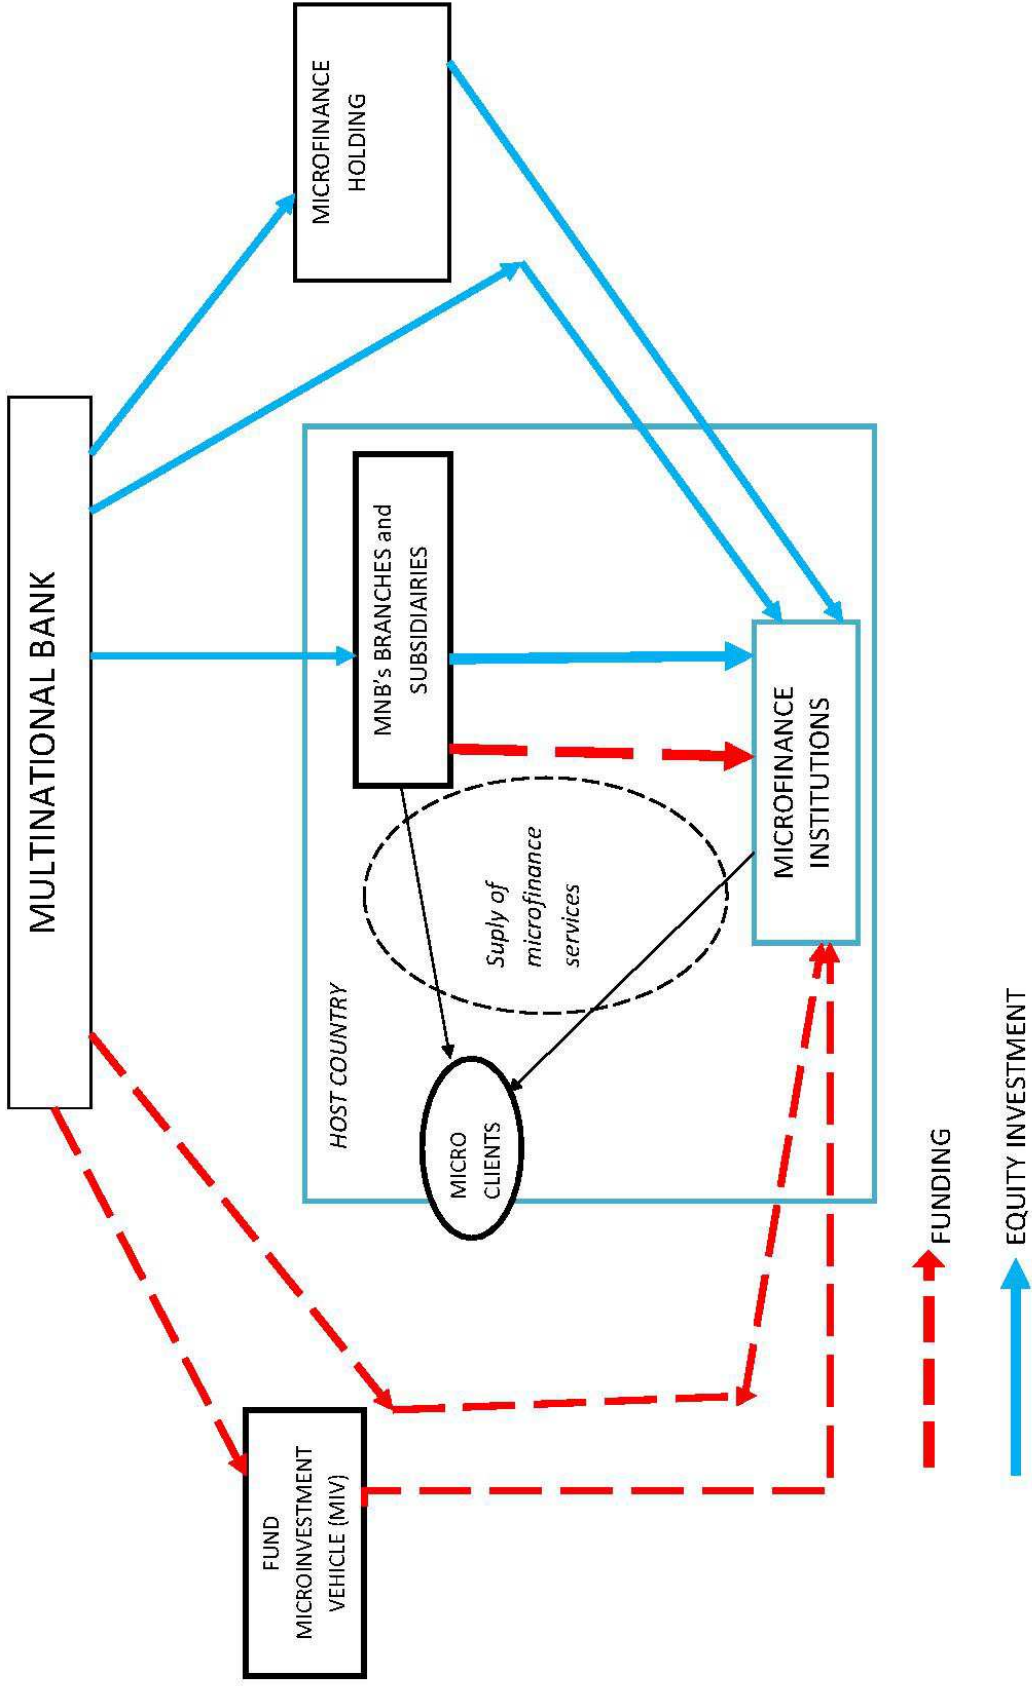 MULTINATIONAL BANK
FUND
MICROINVESTMENT
VEHICLE (MIV)
MICROFINANCE
HOLDING
HOST COUNTRY
MNB's BRANCHES and
SUBSIDIAIRIES
MICRO
CLIENTS
Suply of
microfinance
services
MICROFINANCE
INSTITUTIONS
FUNDING
EQUITY INVESTMENT